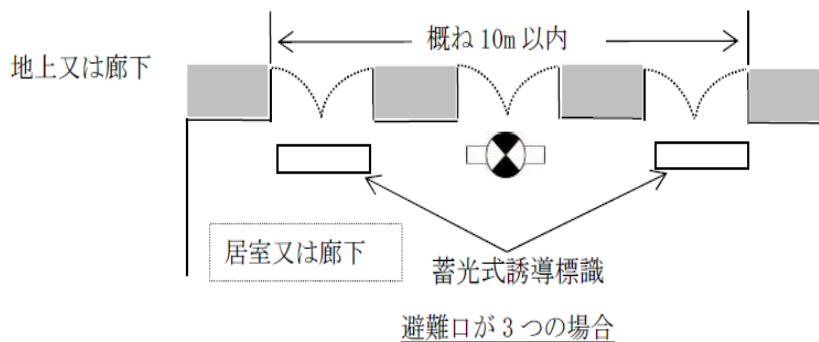 概ね 10m 以内
地上又は廊下
居室又は廊下
蓄光式誘導標識
避難口が 3 つの場合